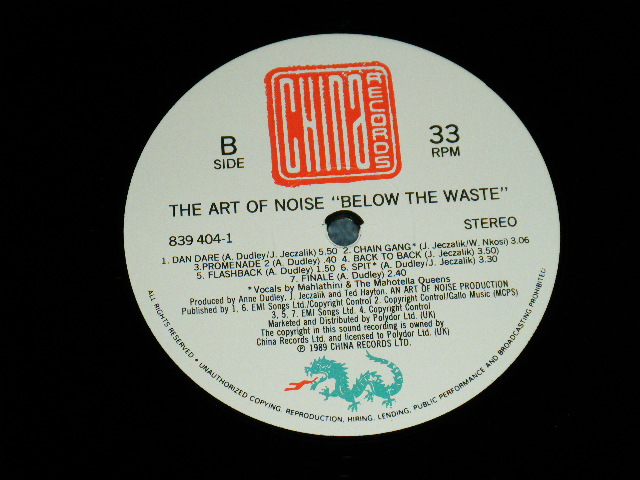 CHINA
RECORDS
B
SIDE
33
RPM
THE ART OF NOISE "BELOW THE WASTE"
839 404-1
STEREO
1. DAN DARE (A. Dudley/J. Jeczalik) 5.50 2. CHAIN GANG* (J. Jeczalik/W. Nkosi) 3.06
3.PROMENADE 2 (A. Dudley) .40 4. BACK TO BACK (J. Jeczalik) 3.50)
5. FLASHBACK (A. Dudley) 1.50 6. SPIT* (A. Dudley/J. Jeczalik) 3.30
7. FINALE (A. Dudley) 2.40
*Vocals by Mahlathini & The Mahotella Queens
Produced by Anne Dudley, J. Jeczalik and Ted Hayton. AN ART OF NOISE PRODUCTION
Published by 1, 6. EMI Songs Ltd./Copyright Control 2. Copyright Control/Gallo Music (MCPS)
3, 5, 7. EMI Songs Ltd. 4. Copyright Control
Marketed and Distributed by Polydor Ltd. (UK)
The copyright in this sound recording is owned by
China Records Ltd. and licensed to Polydor Ltd. (UK)
℗ 1989 CHINA RECORDS LTD.
ALL RIGHTS RESERVED • UNAUTHORIZED COPYING, REPRODUCTION, HIRING, LENDING, PUBLIC PERFORMANCE AND BROADCASTING PROHIBITED